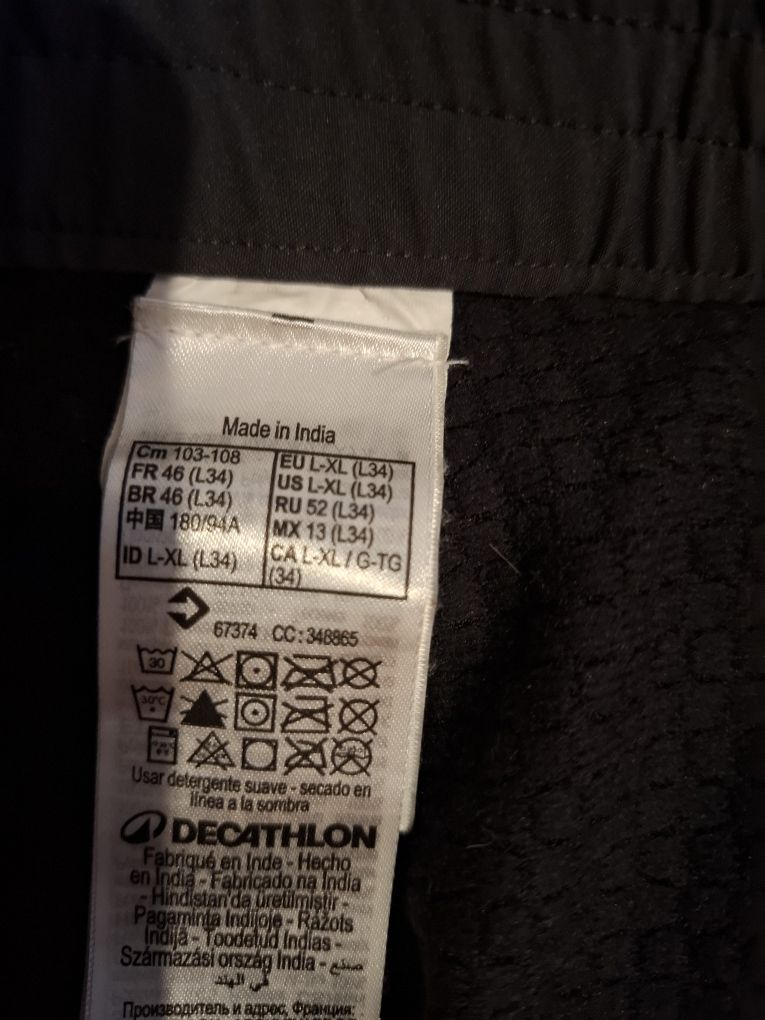 Made in India
Cm 103-108
FR 46 (L34)
BR 46 (L34)
中国 180/94A
ID L-XL (L34)
EU L-XL (L34)
US L-XL (L34)
RU 52 (L34)
MX 13 (L34)
CA L-XL / G-TG
(34)
67374 CC: 348865
30
30°C
Usar detergente suave - secado en
línea a la sombra
DECATHLON
Fabriqué en Inde - Hecho
en India - Fabricado na India
- Hindistan'da üretilmiştir -
Pagaminta Indijoje - Ražots
Indijā - Toodetud Indias -
Származási ország India - صنع
في الهند
Производитель и адрес, Франция: